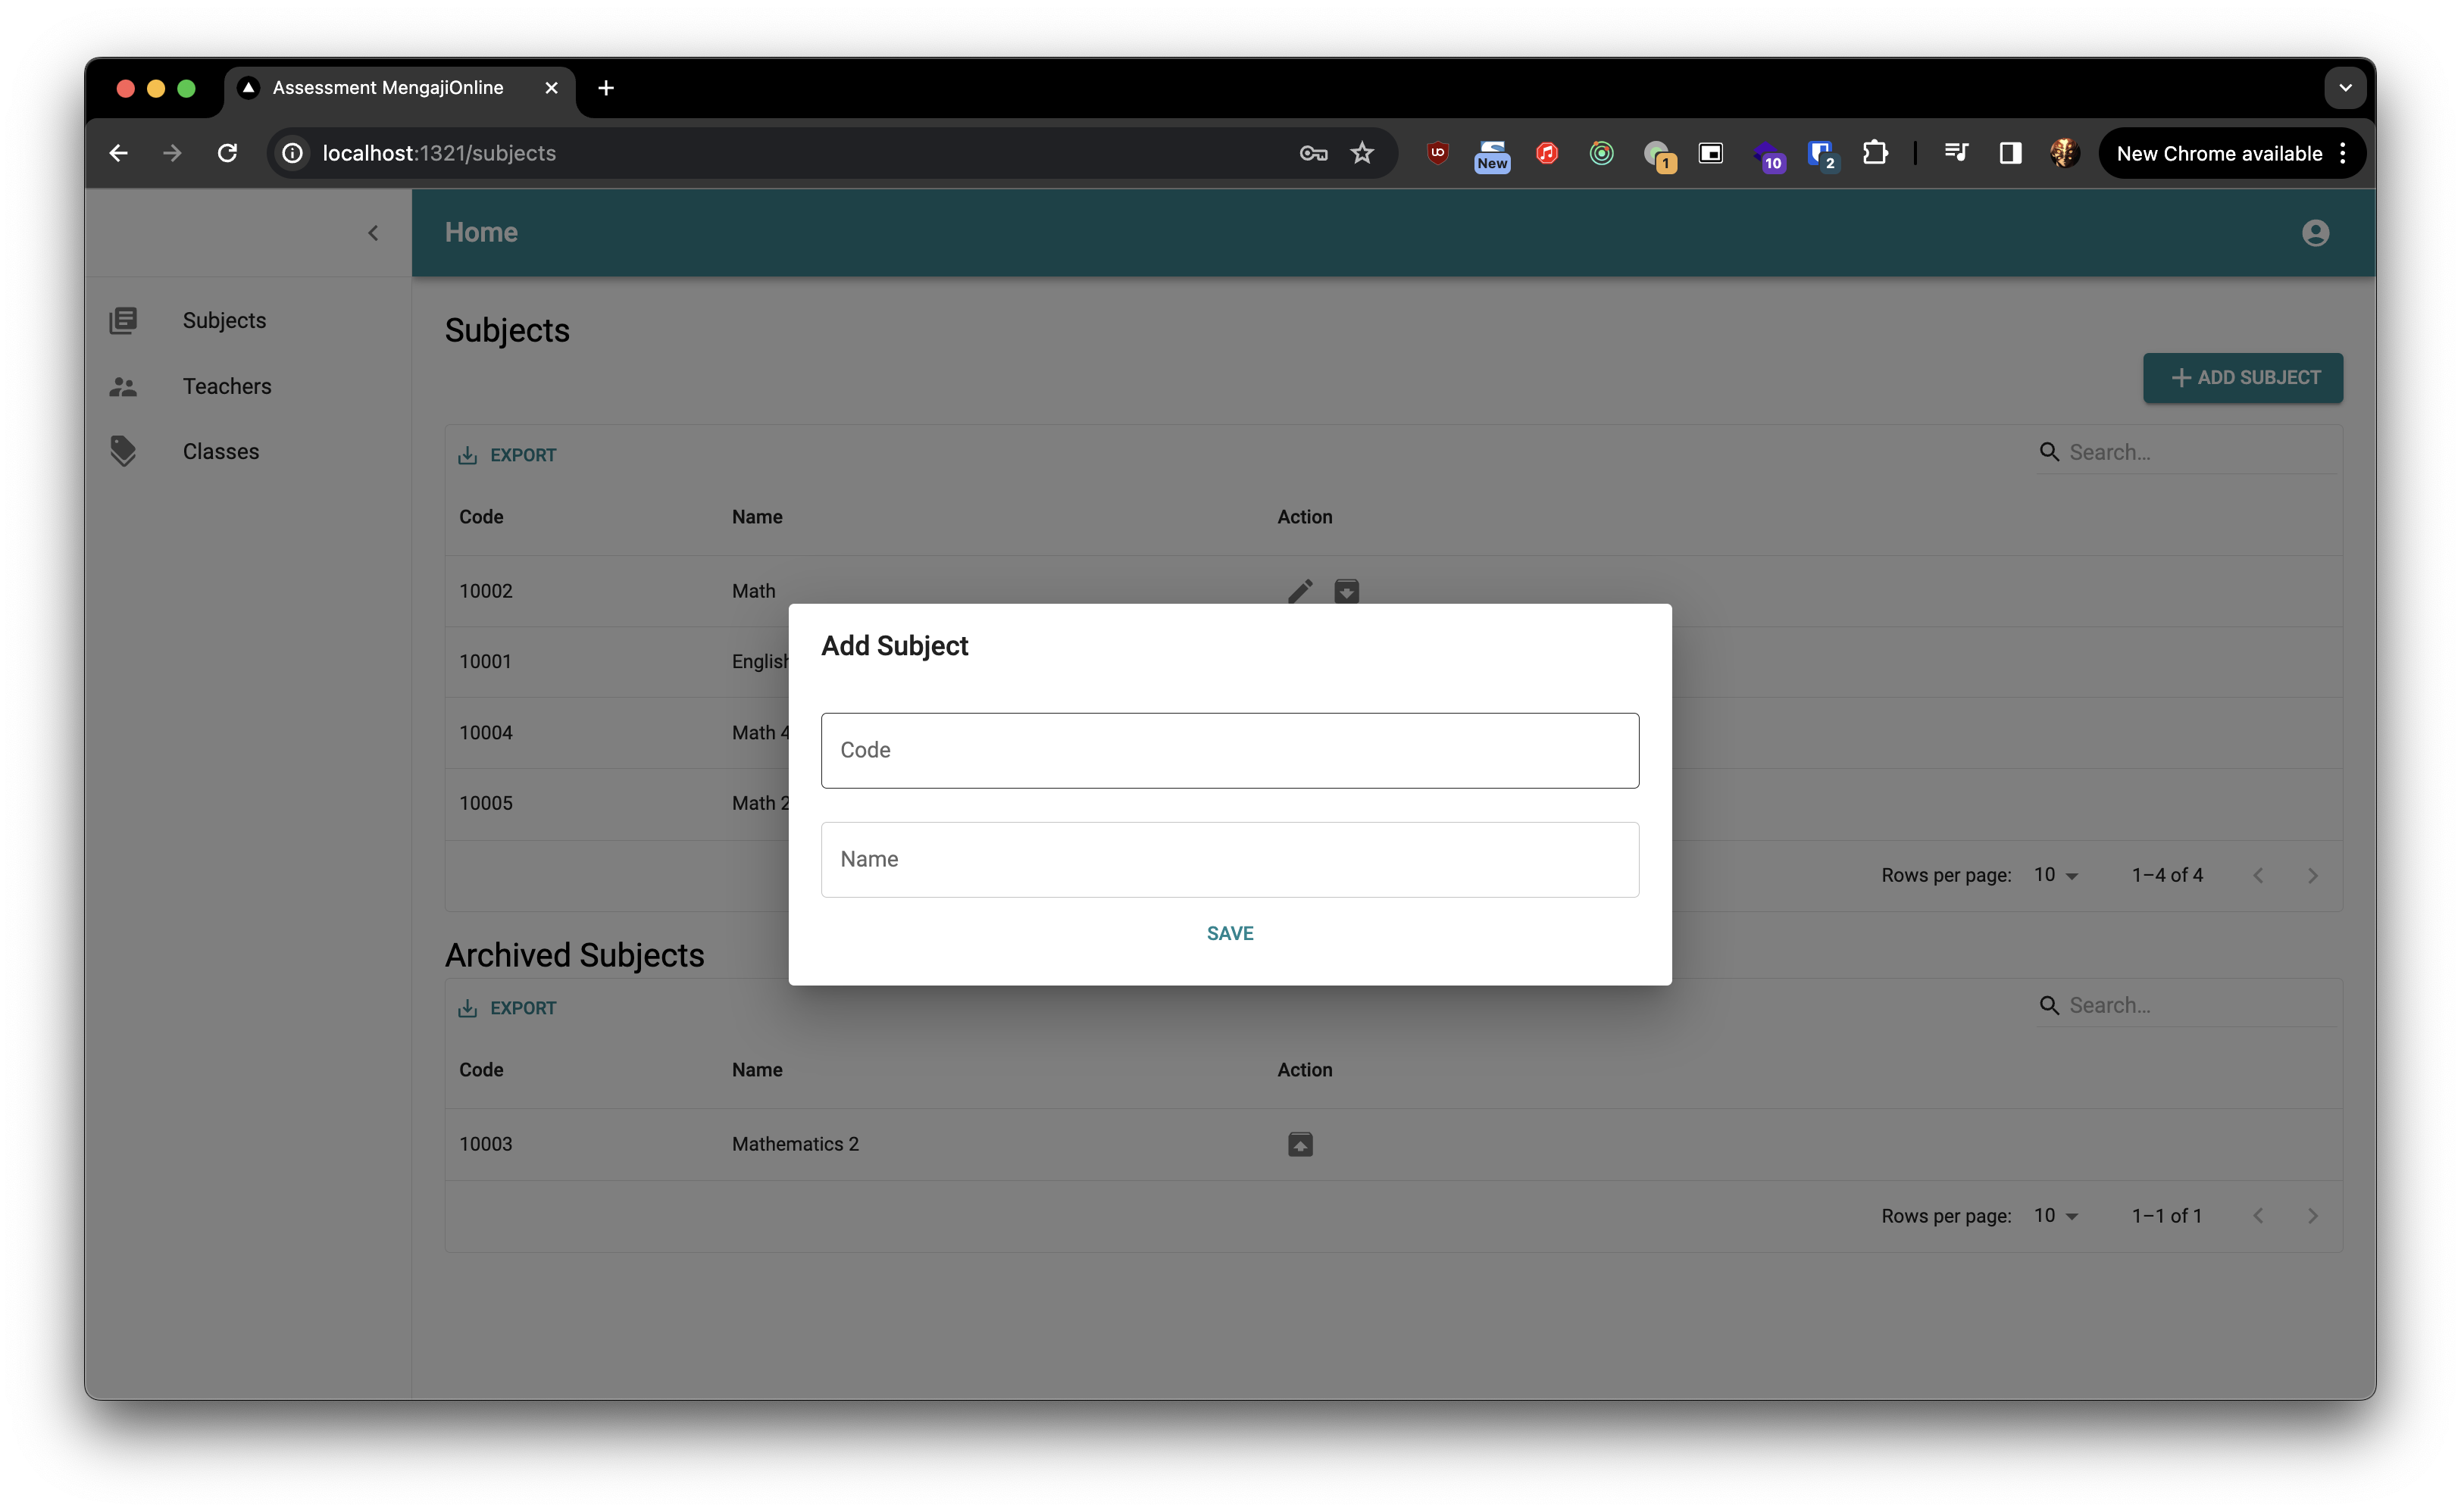 Assessment MengajiOnline
localhost:1321/subjects
New
1
10
2
New Chrome available
Home
Subjects
Teachers
Classes
Subjects
ADD SUBJECT
EXPORT
Search…
Code Name Action
10002 Math
10001 English
10004 Math 4
10005 Math 2
Rows per page: 10 1–4 of 4
Add Subject
Code
Name
SAVE
Archived Subjects
EXPORT
Search…
Code Name Action
10003 Mathematics 2
Rows per page: 10 1–1 of 1